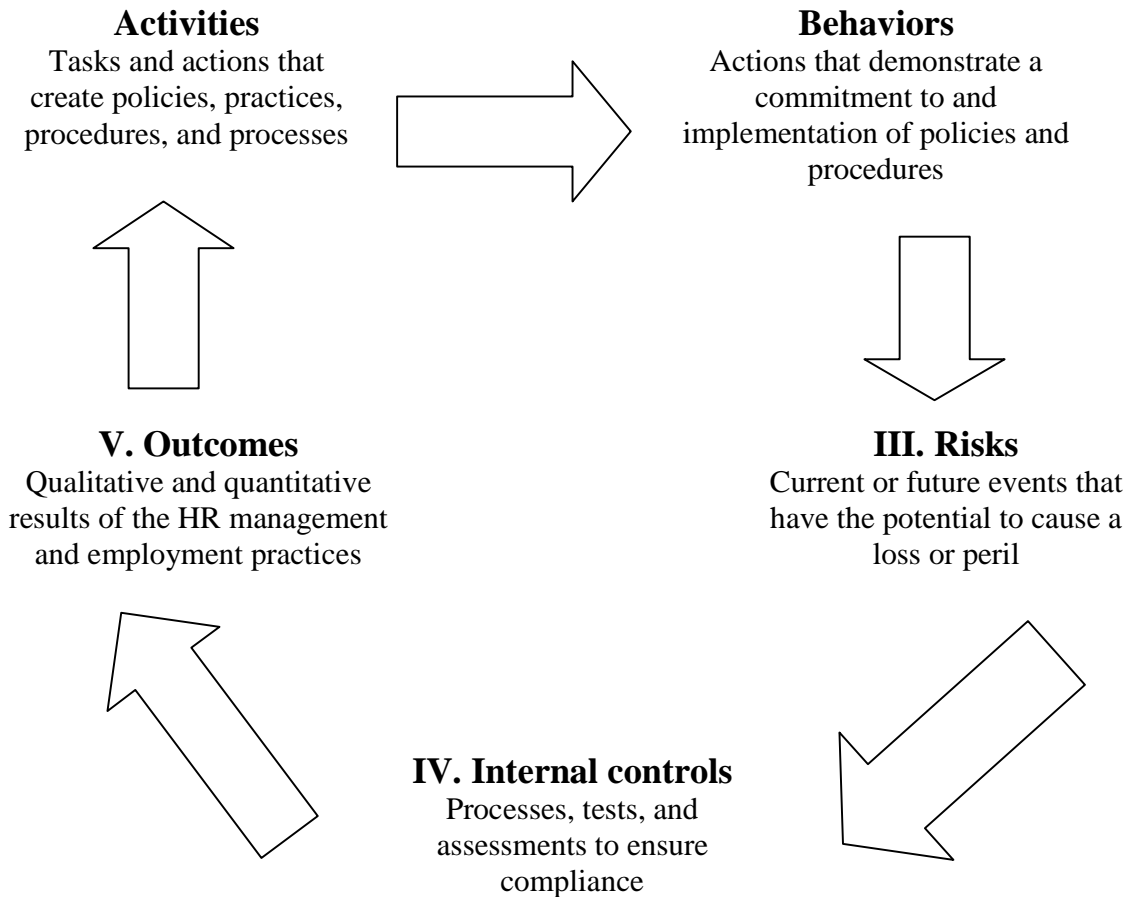 Activities
Tasks and actions that
create policies, practices,
procedures, and processes
Behaviors
Actions that demonstrate a
commitment to and
implementation of policies and
procedures
V. Outcomes
Qualitative and quantitative
results of the HR management
and employment practices
III. Risks
Current or future events that
have the potential to cause a
loss or peril
IV. Internal controls
Processes, tests, and
assessments to ensure
compliance